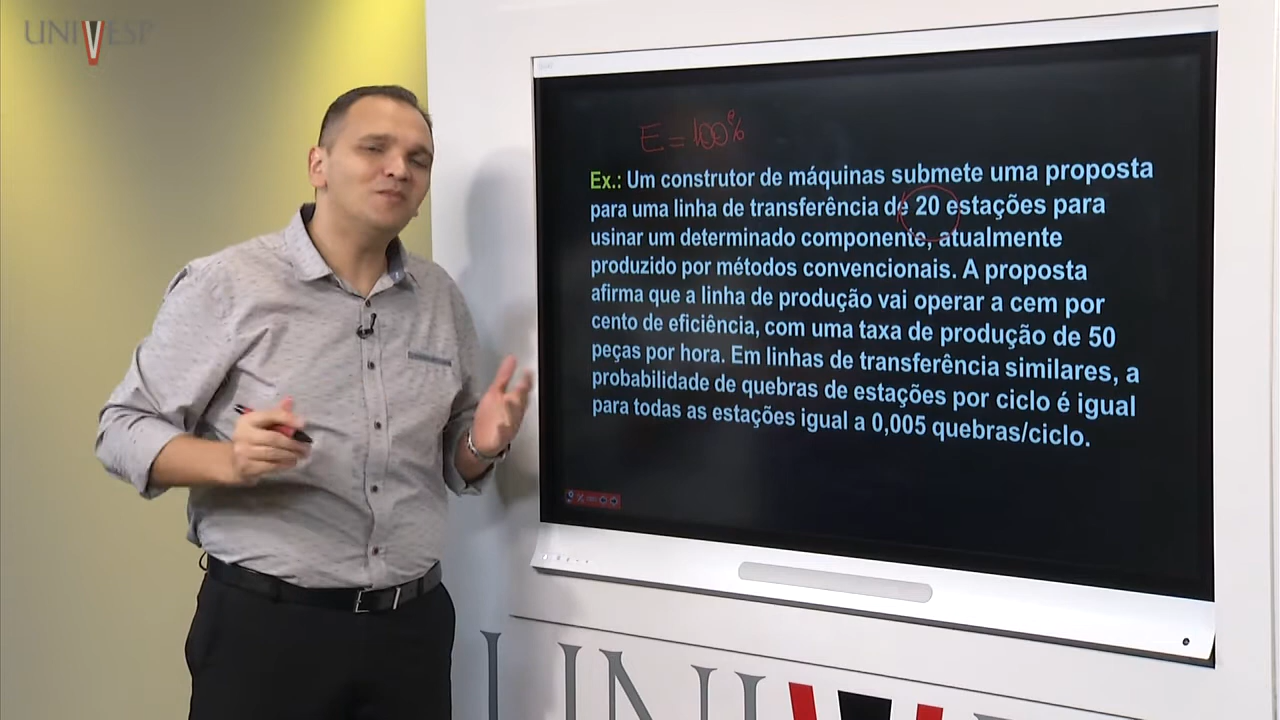 UNIVESP
E = 100%
Ex.: Um construtor de máquinas submete uma proposta
para uma linha de transferência de 20 estações para
usinar um determinado componente, atualmente
produzido por métodos convencionais. A proposta
afirma que a linha de produção vai operar a cem por
cento de eficiência, com uma taxa de produção de 50
peças por hora. Em linhas de transferência similares, a
probabilidade de quebras de estações por ciclo é igual
para todas as estações igual a 0,005 quebras/ciclo.
UNIVE